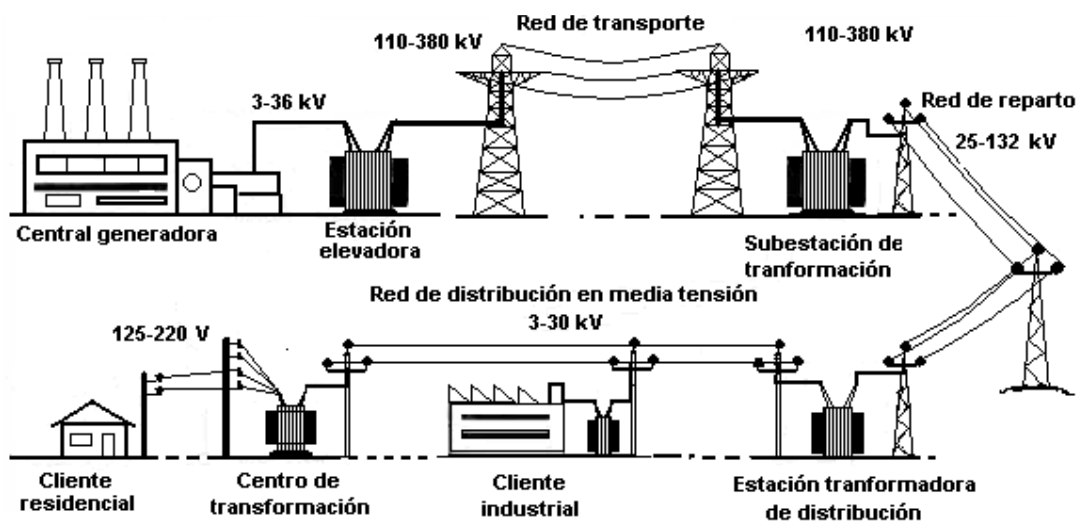 Red de transporte
110-380 kV
110-380 kV
3-36 kV
Red de reparto
25-132 kV
Central generadora
Estación
elevadora
Subestación de
tranformación
Red de distribución en media tensión
3-30 kV
125-220 V
Cliente
residencial
Centro de
transformación
Cliente
industrial
Estación tranformadora
de distribución